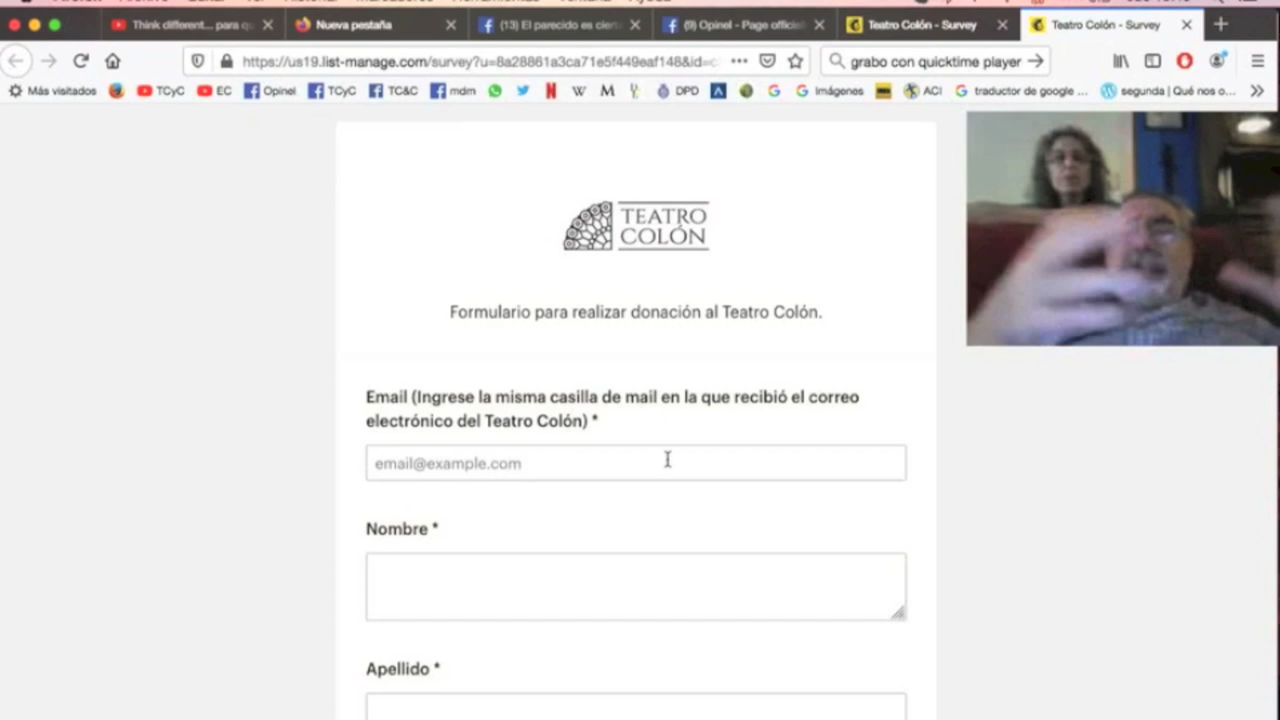 Think different... para q
Nueva pestaña
(13) El parecido es cier
(9) Opinel - Page officiel
Teatro Colón - Survey
Teatro Colón - Survey
https://us19.list-manage.com/survey?u=8a28861a3ca71e5f449eaf148&id=c
grabo con quicktime player
Más visitados
TCyC
EC
Opinel
TCyC
TC&C
mdm
DPD
Imágenes
ACI
traductor de google ...
segunda | Qué nos o...
TEATRO
COLÓN
Formulario para realizar donación al Teatro Colón.
Email (Ingrese la misma casilla de mail en la que recibió el correo
electrónico del Teatro Colón) *
email@example.com
Nombre *
Apellido *